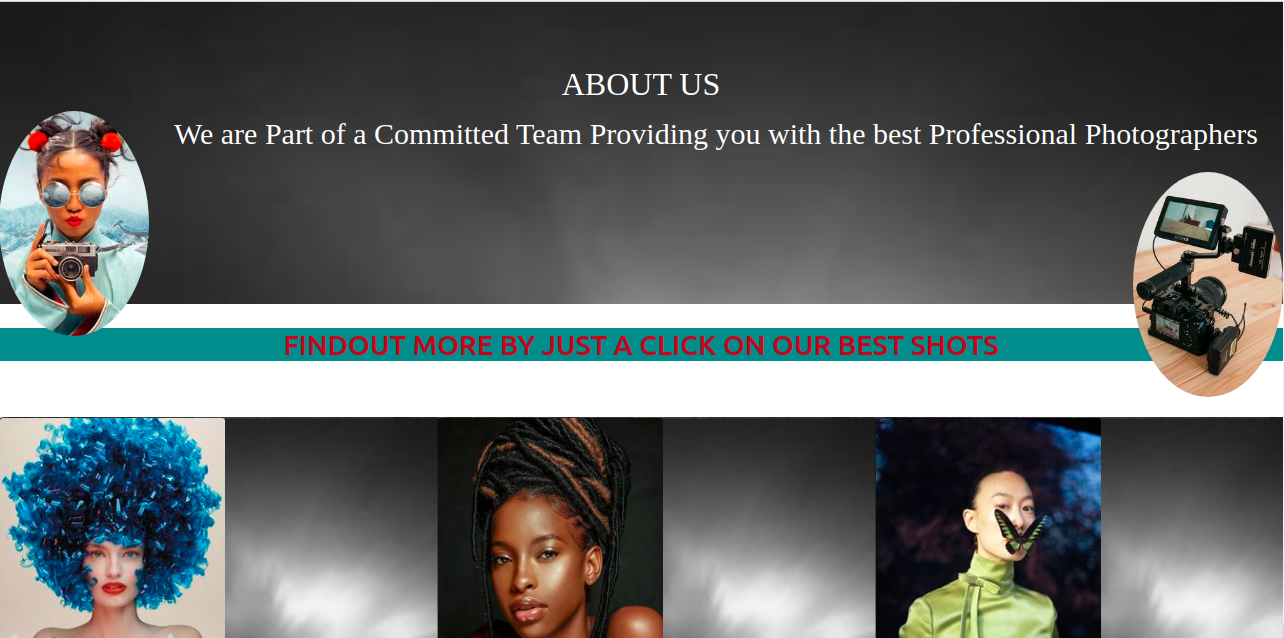 ABOUT US
We are Part of a Committed Team Providing you with the best Professional Photographers
FINDOUT MORE BY JUST A CLICK ON OUR BEST SHOTS